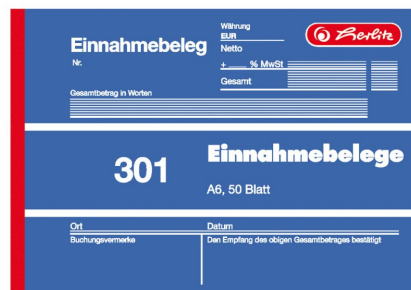 Einnahmebeleg
Nr.
Währung
EUR
Netto
+ % MwSt
Gesamt
Herlitz
Gesamtbetrag in Worten
301
Einnahmebelege
A6, 50 Blatt
Ort
Datum
Buchungsvermerke
Den Empfang des obigen Gesamtbetrages bestätigt